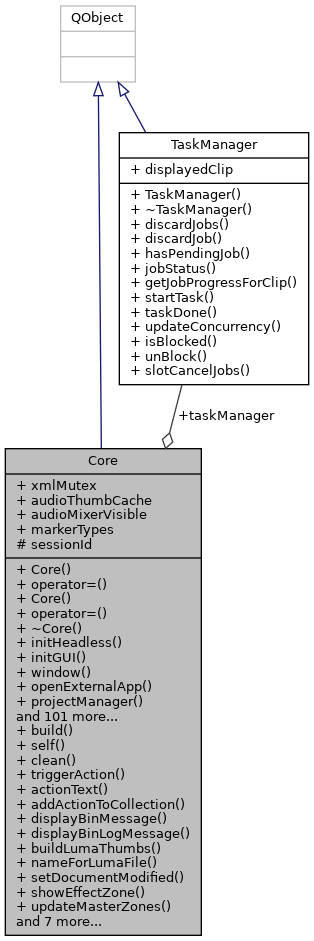 QObject
TaskManager
+ displayedClip
+ TaskManager()
+ ~TaskManager()
+ discardJobs()
+ discardJob()
+ hasPendingJob()
+ jobStatus()
+ getJobProgressForClip()
+ startTask()
+ taskDone()
+ updateConcurrency()
+ isBlocked()
+ unBlock()
+ slotCancelJobs()
+taskManager
Core
+ xmlMutex
+ audioThumbCache
+ audioMixerVisible
+ markerTypes
# sessionId
+ Core()
+ operator=()
+ Core()
+ operator=()
+ ~Core()
+ initHeadless()
+ initGUI()
+ window()
+ openExternalApp()
+ projectManager()
and 101 more...
+ build()
+ self()
+ clean()
+ triggerAction()
+ actionText()
+ addActionToCollection()
+ displayBinMessage()
+ displayBinLogMessage()
+ buildLumaThumbs()
+ nameForLumaFile()
+ setDocumentModified()
+ showEffectZone()
+ updateMasterZones()
and 7 more...